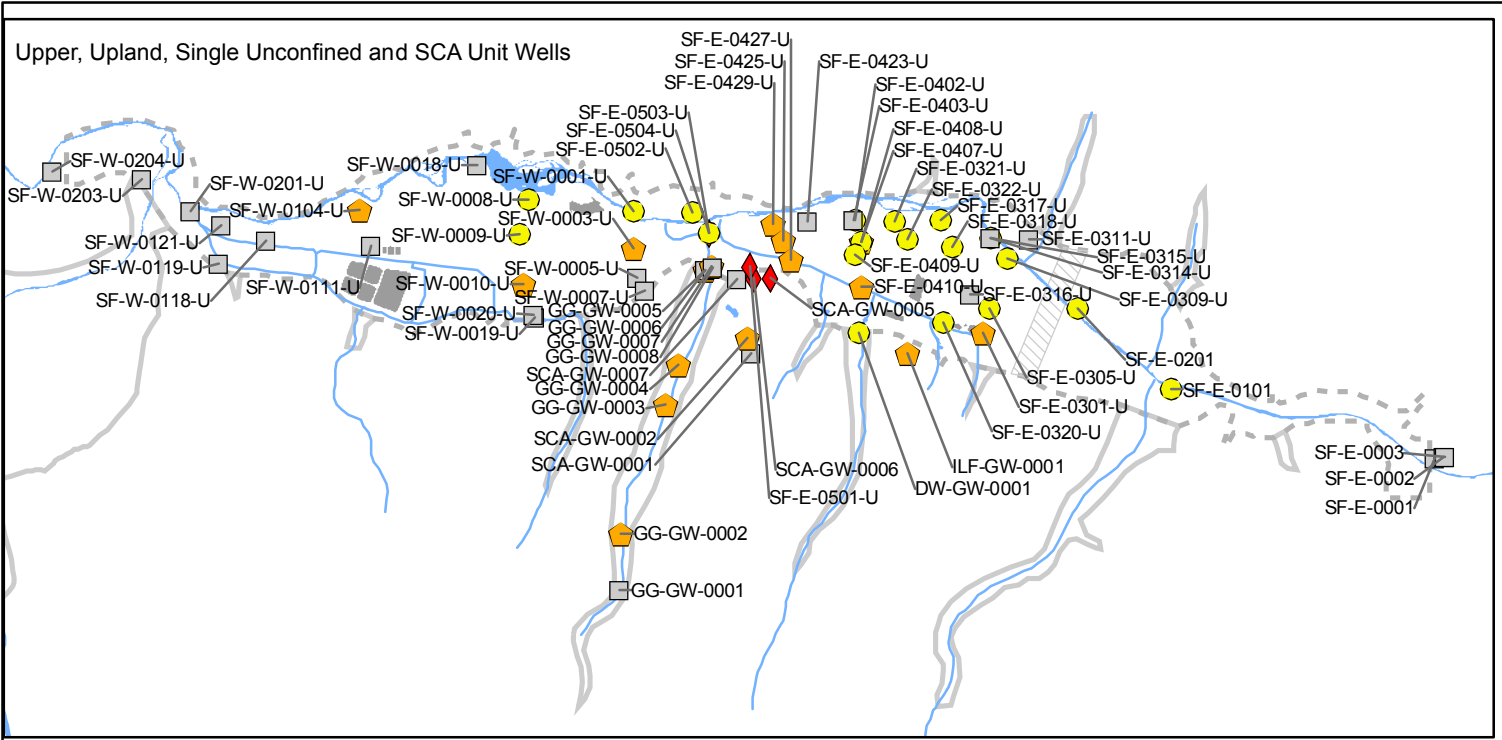 Upper, Upland, Single Unconfined and SCA Unit Wells
SF-E-0427-U
SF-E-0425-U
SF-E-0429-U
SF-E-0423-U
SF-E-0402-U
SF-E-0403-U
SF-E-0408-U
SF-E-0407-U
SF-E-0503-U
SF-E-0504-U
SF-E-0502-U
SF-E-0321-U
SF-E-0322-U
SF-E-0317-U
SF-E-0318-U
SF-E-0311-U
SF-E-0315-U
SF-E-0314-U
SF-E-0309-U
SF-W-0204-U
SF-W-0203-U
SF-W-0201-U
SF-W-0018-U
SF-W-0001-U
SF-W-0008-U
SF-W-0104-U
SF-W-0003-U
SF-W-0009-U
SF-W-0121-U
SF-W-0119-U
SF-W-0118-U
SF-W-0111-U
SF-W-0005-U
SF-W-0010-U
SF-W-0007-U
SF-W-0020-U
SF-W-0019-U
SF-E-0409-U
SF-E-0410-U
SF-E-0316-U
SCA-GW-0005
GG-GW-0005
GG-GW-0006
GG-GW-0007
GG-GW-0008
SCA-GW-0007
GG-GW-0004
GG-GW-0003
SCA-GW-0002
SCA-GW-0001
SF-E-0201
SF-E-0305-U
SF-E-0101
SF-E-0301-U
SF-E-0320-U
ILF-GW-0001
DW-GW-0001
SCA-GW-0006
SF-E-0501-U
SF-E-0003
SF-E-0002
SF-E-0001
GG-GW-0002
GG-GW-0001